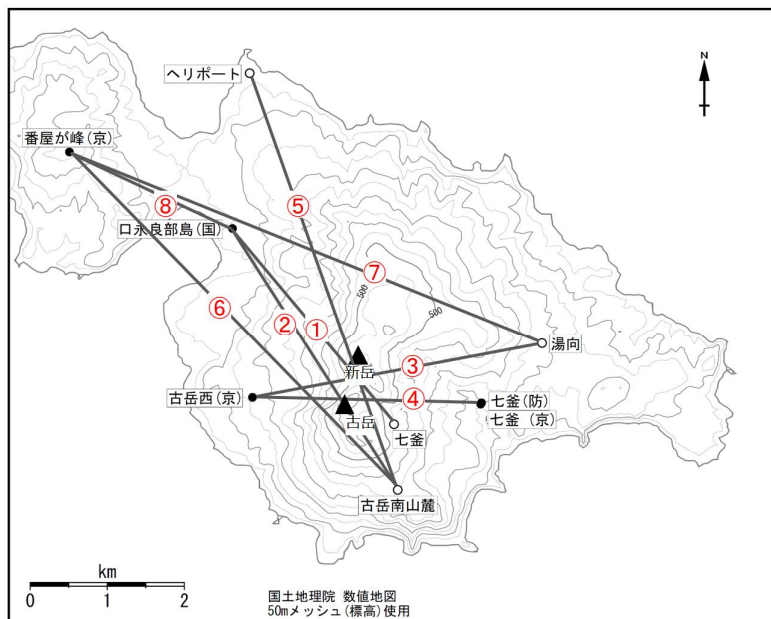 N
ヘリポート
番屋が峰(京)
⑧
⑤
口永良部島(国)
⑦
500
⑥
②
①
500
湯向
新岳
③
古岳西(京)
④
七釜(防)
七釜 (京)
古岳
七釜
古岳南山麓
km
0 1 2
国土地理院 数値地図
50mメッシュ(標高)使用